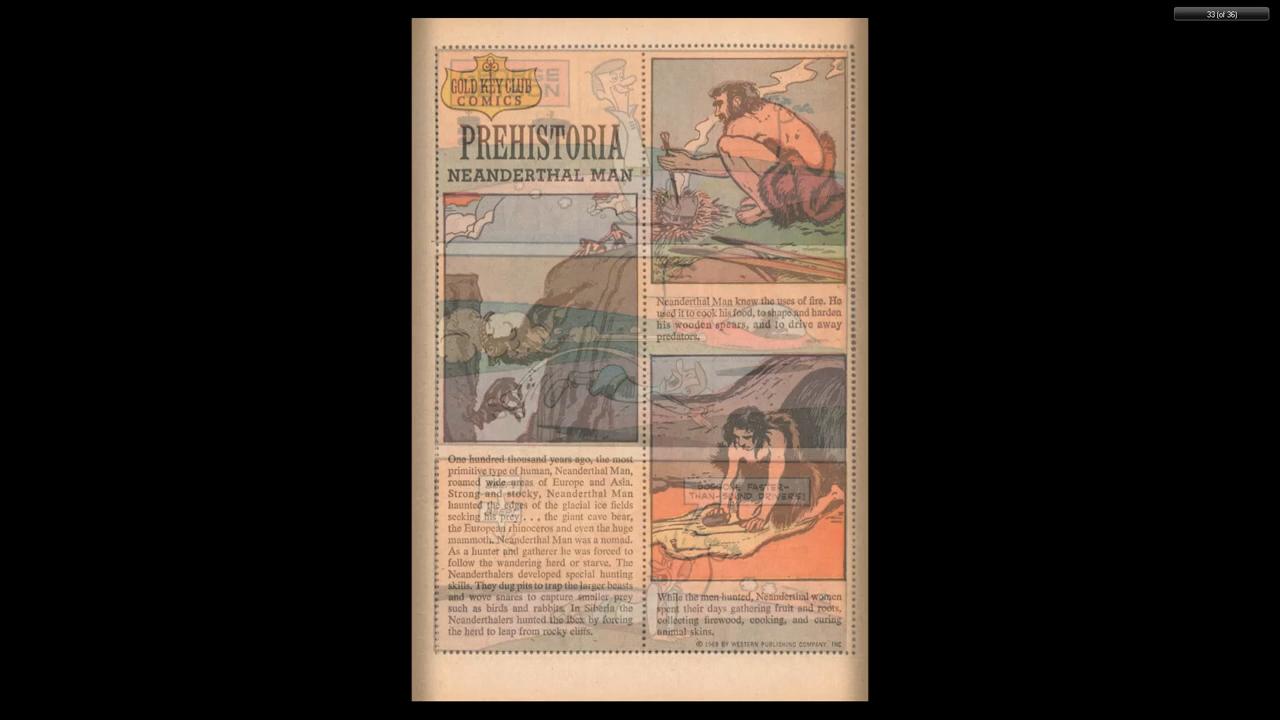 33 (of 36)
GOLD KEY CLUB
COMICS
PREHISTORIA
NEANDERTHAL MAN
One hundred thousand years ago, the most
primitive type of human, Neanderthal Man,
roamed wide areas of Europe and Asia.
Strong and stocky, Neanderthal Man
haunted the edges of the glacial ice fields
seeking his prey . . . the giant cave bear,
the European rhinoceros and even the huge
mammoth. Neanderthal Man was a nomad.
As a hunter and gatherer he was forced to
follow the wandering herd or starve. The
Neanderthalers developed special hunting
skills. They dug pits to trap the larger beasts
and wove snares to capture smaller prey
such as birds and rabbits. In Siberia the
Neanderthalers hunted the ibex by forcing
the herd to leap from rocky cliffs.
Neanderthal Man knew the uses of fire. He
used it to cook his food, to shape and harden
his wooden spears, and to drive away
predators.
FASTER-
THAN-SOUND DRIVERS!
While the men hunted, Neanderthal women
spent their days gathering fruit and roots,
collecting firewood, cooking, and curing
animal skins.
© 1969 BY WESTERN PUBLISHING COMPANY, INC.